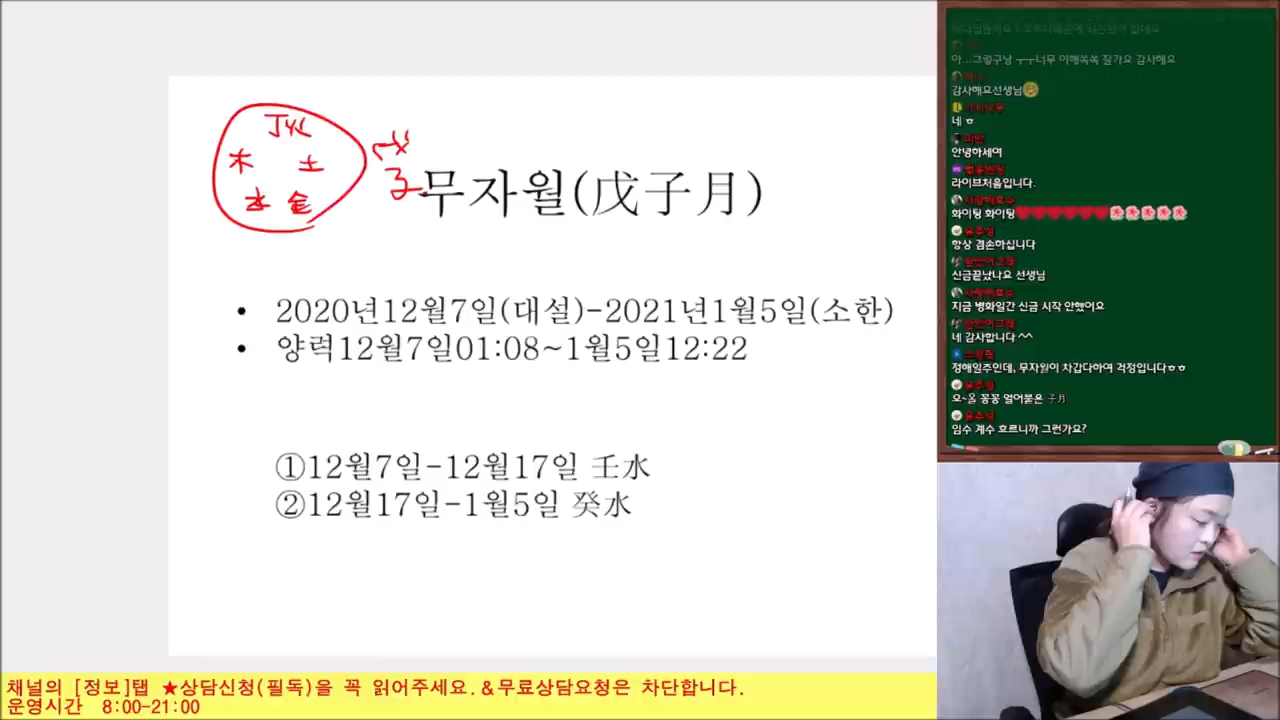 木 土
水 金
戊
子
무자월(戊子月)
• 2020년12월7일(대설)-2021년1월5일(소한)
• 양력12월7일01:08~1월5일12:22
①12월7일-12월17일 壬水
②12월17일-1월5일 癸水
아...그렇구낭 ㅜㅜ너무 이해쏙쏙 잘가요 감사해요
감사해요선생님
네 ㅎ
안녕하세여
라이브처음입니다.
화이팅 화이팅
항상 겸손하십니다
신금끝났나요 선생님
지금 병화일간 신금 시작 안했어요
네 감사합니다 ^^
정해일주인데, 무자월이 차갑다하여 걱정입니다ㅎㅎ
오~올 꽁꽁 얼어붙은 子月
임수 계수 흐르니까 그런가요?
채널의 [정보]탭 ★상담신청(필독)을 꼭 읽어주세요.&무료상담요청은 차단합니다.
운영시간 8:00-21:00